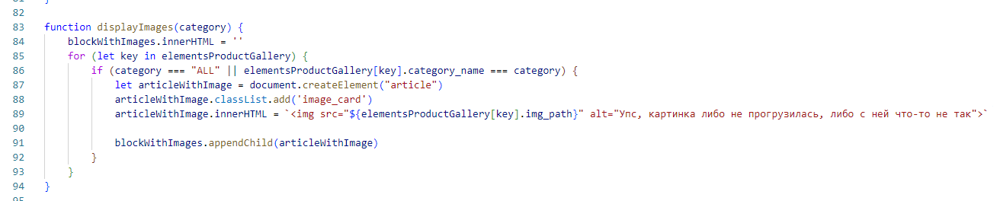 82
83 function displayImages(category) {
84 blockWithImages.innerHTML = ''
85 for (let key in elementsProductGallery) {
86 if (category === "ALL" || elementsProductGallery[key].category_name === category) {
87 let articleWithImage = document.createElement("article")
88 articleWithImage.classList.add('image_card')
89 articleWithImage.innerHTML = `<img src="${elementsProductGallery[key].img_path}" alt="Упс, картинка либо не прогрузилась, либо с ней что-то не так">`
90
91 blockWithImages.appendChild(articleWithImage)
92 }
93 }
94 }